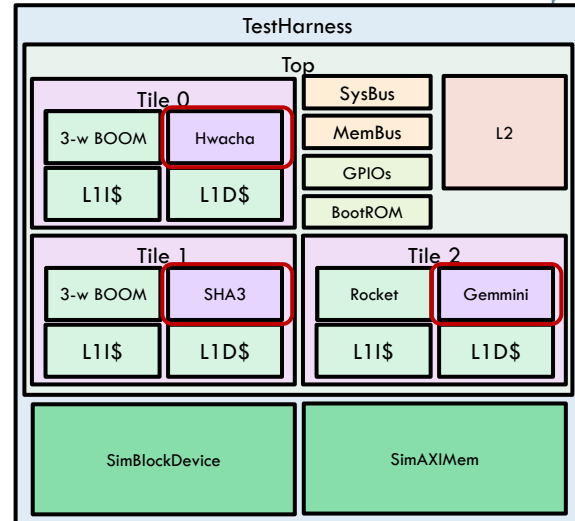 TestHarness
Top
Tile 0
3-w BOOM
Hwacha
L1I$
L1D$
SysBus
MemBus
GPIOs
BootROM
L2
Tile 1
3-w BOOM
SHA3
L1I$
L1D$
Tile 2
Rocket
Gemmini
L1I$
L1D$
SimBlockDevice
SimAXIMem